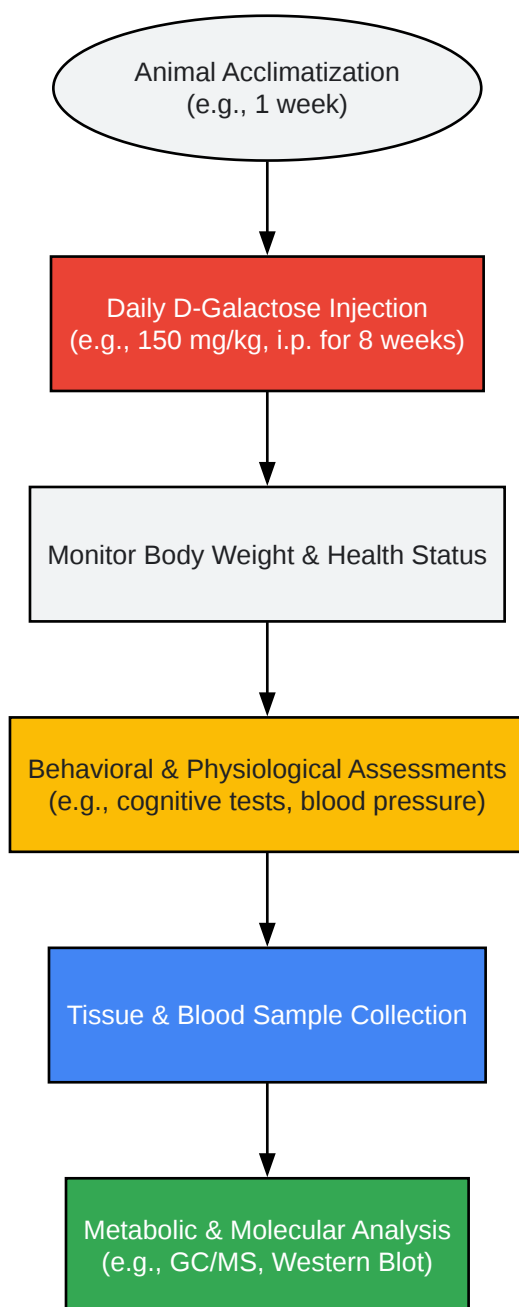 Animal Acclimatization
(e.g., 1 week)
Daily D-Galactose Injection
(e.g., 150 mg/kg, i.p. for 8 weeks)
Monitor Body Weight & Health Status
Behavioral & Physiological Assessments
(e.g., cognitive tests, blood pressure)
Tissue & Blood Sample Collection
Metabolic & Molecular Analysis
(e.g., GC/MS, Western Blot)